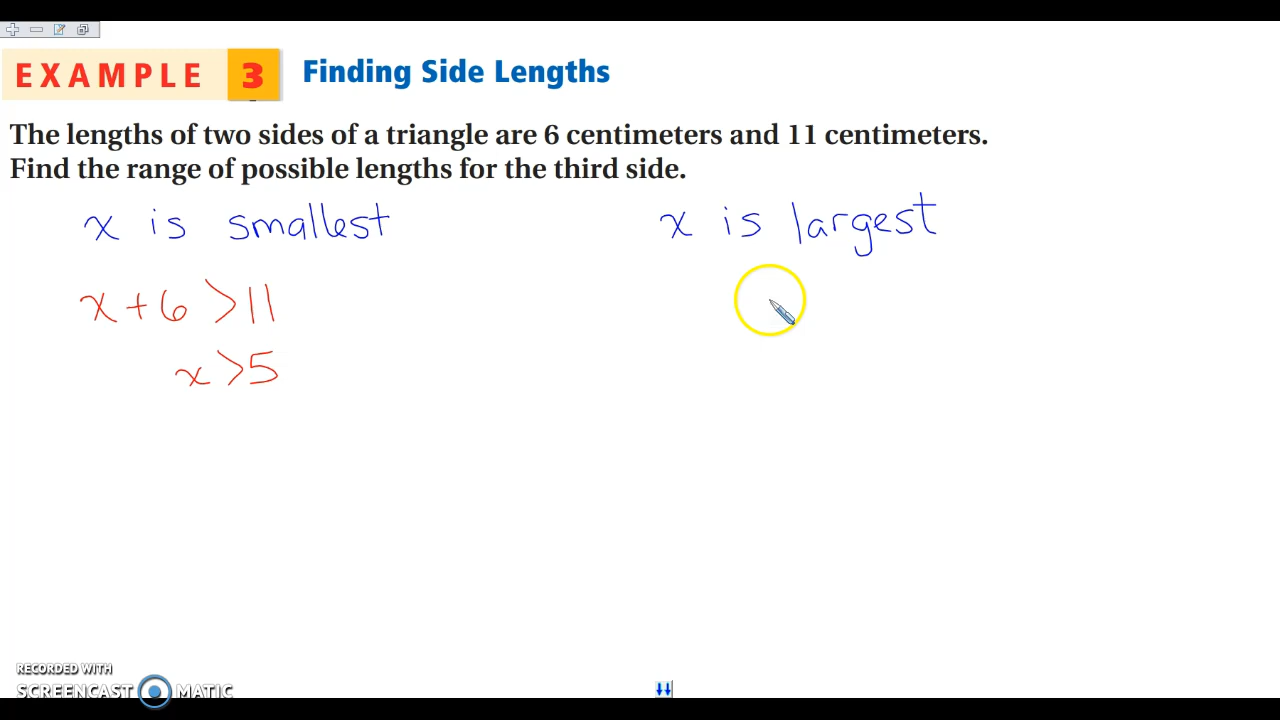 EXAMPLE 3 Finding Side Lengths
The lengths of two sides of a triangle are 6 centimeters and 11 centimeters.
Find the range of possible lengths for the third side.
x is smallest
x is largest
x + 6 > 11
x > 5
RECORDED WITH
SCREENCAST MATIC